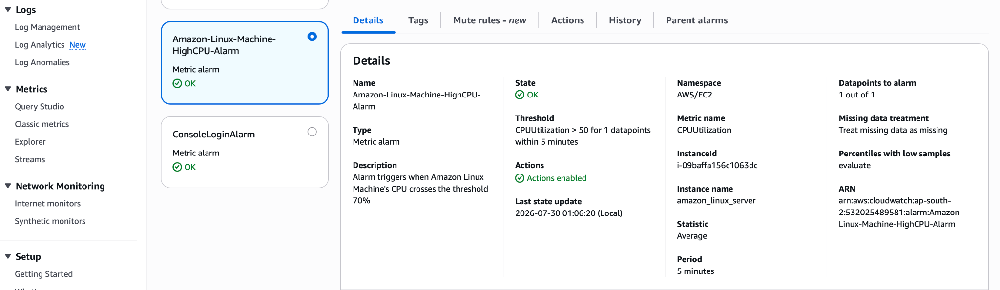 Logs
Log Management
Log Analytics New
Log Anomalies
Metrics
Query Studio
Classic metrics
Explorer
Streams
Network Monitoring
Internet monitors
Synthetic monitors
Setup
Getting Started
Amazon-Linux-Machine-
HighCPU-Alarm
Metric alarm
OK
ConsoleLoginAlarm
Metric alarm
OK
Details
Tags
Mute rules - new
Actions
History
Parent alarms
Details
Name
Amazon-Linux-Machine-HighCPU-
Alarm
Type
Metric alarm
Description
Alarm triggers when Amazon Linux
Machine's CPU crosses the threshold
70%
State
OK
Threshold
CPUUtilization > 50 for 1 datapoints
within 5 minutes
Actions
Actions enabled
Last state update
2026-07-30 01:06:20 (Local)
Namespace
AWS/EC2
Metric name
CPUUtilization
InstanceId
i-09baffa156c1063dc
Instance name
amazon_linux_server
Statistic
Average
Period
5 minutes
Datapoints to alarm
1 out of 1
Missing data treatment
Treat missing data as missing
Percentiles with low samples
evaluate
ARN
arn:aws:cloudwatch:ap-south-
2:532025489581:alarm:Amazon-
Linux-Machine-HighCPU-Alarm